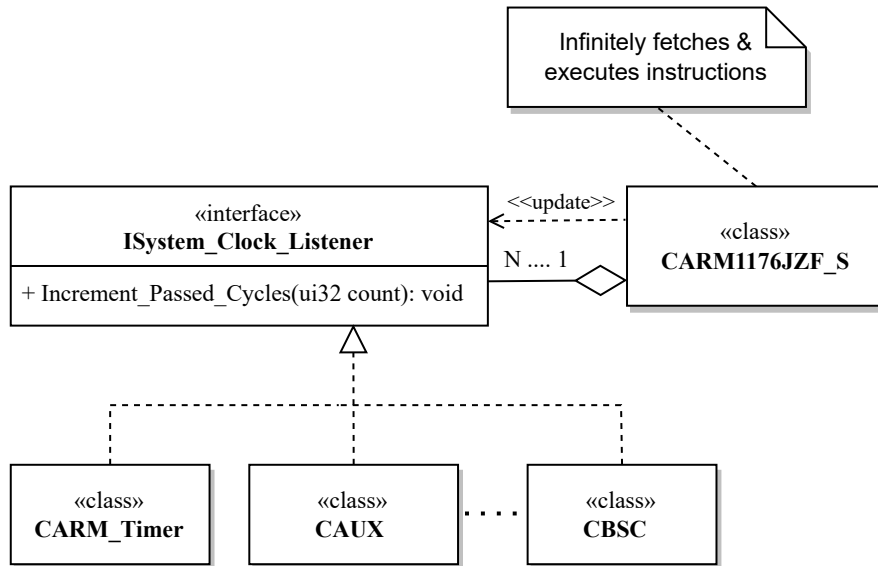 Infinitely fetches &
executes instructions
«interface»
ISystem_Clock_Listener
+ Increment_Passed_Cycles(ui32 count): void
<<update>>
N .... 1
«class»
CARM1176JZF_S
«class»
CARM_Timer
«class»
CAUX
«class»
CBSC